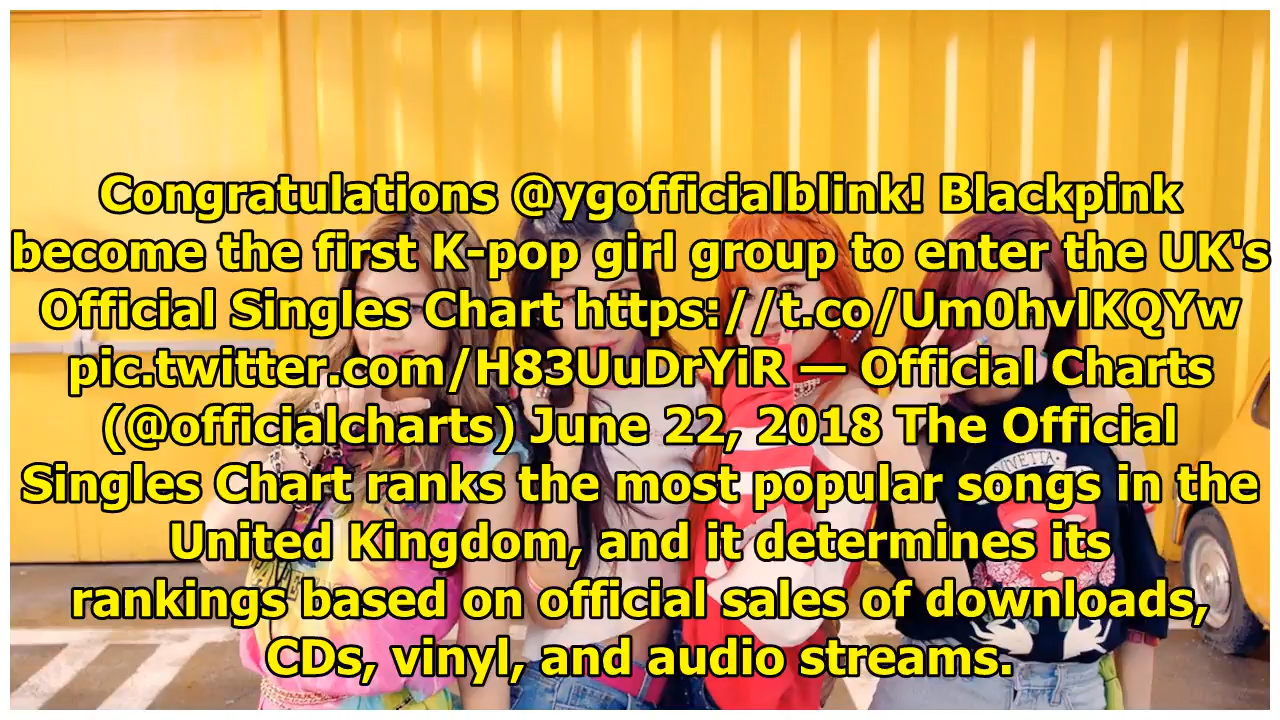 Congratulations @ygofficialblink! Blackpink
become the first K-pop girl group to enter the UK's
Official Singles Chart https://t.co/Um0hvlKQYw
pic.twitter.com/H83UuDrYiR — Official Charts
(@officialcharts) June 22, 2018 The Official
Singles Chart ranks the most popular songs in the
United Kingdom, and it determines its
rankings based on official sales of downloads,
CDs, vinyl, and audio streams.